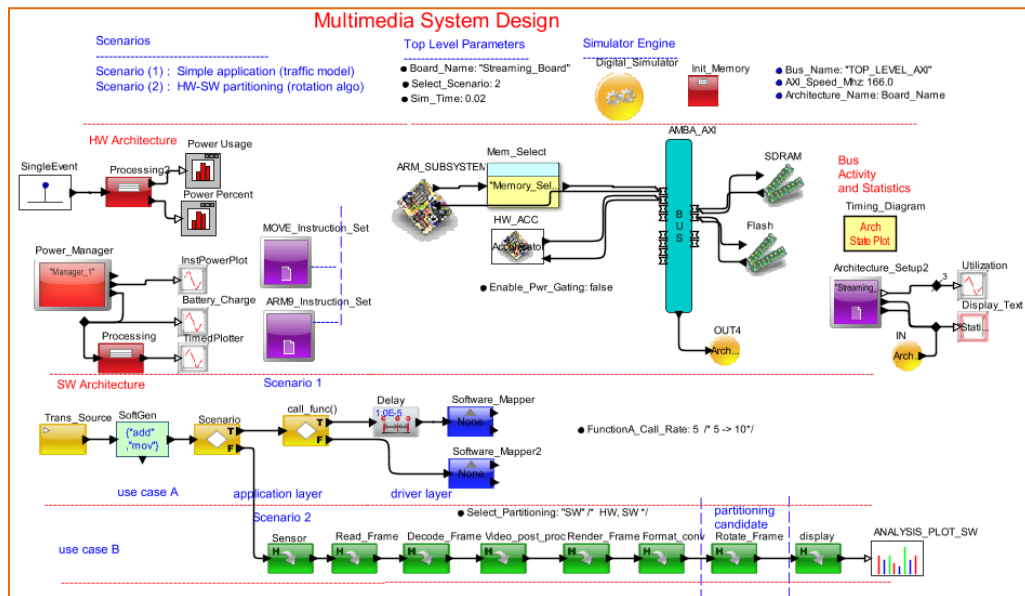 Multimedia System Design
Scenarios
Scenario (1) : Simple application (traffic model)
Scenario (2) : HW-SW partitioning (rotation algo)
Top Level Parameters
Board_Name: "Streaming_Board"
Select_Scenario: 2
Sim_Time: 0.02
Simulator Engine
Digital_Simulator
Init_Memory
Bus_Name: "TOP_LEVEL_AXI"
AXI_Speed_Mhz: 166.0
Architecture_Name: Board_Name
HW Architecture
SingleEvent
Processing2
Power Usage
Power Percent
Power_Manager
"Manager_1"
InstPowerPlot
Battery_Charge
Processing
TimedPlotter
MOVE_Instruction_Set
ARM9_Instruction_Set
ARM_SUBSYSTEM
Mem_Select
"Memory_Sel...
HW_ACC
Accelerator
Enable_Pwr_Gating: false
AMBA_AXI
BUS
SDRAM
Flash
OUT4
Arch...
Bus
Activity
and Statistics
Timing_Diagram
Arch
State Plot
Architecture_Setup2
"Streaming_
3
Utilization
Display_Text
Stati...
IN
Arch...
SW Architecture
Scenario 1
Trans_Source
SoftGen
{"add"
,"mov"}
Scenario
T
F
call_func()
T
F
Delay
1.0E-5
Software_Mapper
None
Software_Mapper2
None
FunctionA_Call_Rate: 5 /* 5 -> 10*/
use case A
application layer
driver layer
Scenario 2
Select_Partitioning: "SW" /* HW, SW */
partitioning
candidate
use case B
Sensor
H
Read_Frame
H
Decode_Frame
H
Video_post_proc
H
Render_Frame
H
Format_conv
H
Rotate_Frame
H
display
H
ANALYSIS_PLOT_SW